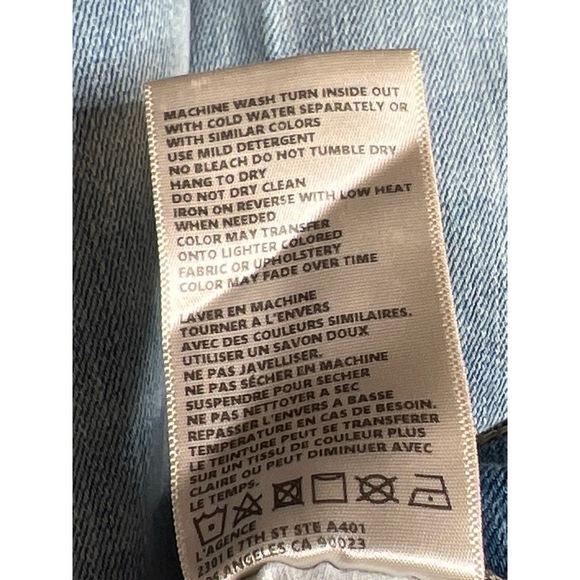 MACHINE WASH TURN INSIDE OUT
WITH COLD WATER SEPARATELY OR
WITH SIMILAR COLORS
USE MILD DETERGENT
NO BLEACH DO NOT TUMBLE DRY
HANG TO DRY
DO NOT DRY CLEAN
IRON ON REVERSE WITH LOW HEAT
WHEN NEEDED
COLOR MAY TRANSFER
ONTO LIGHTER COLORED
FABRIC OR UPHOLSTERY
COLOR MAY FADE OVER TIME
LAVER EN MACHINE
TOURNER A L'ENVERS
AVEC DES COULEURS SIMILAIRES.
UTILISER UN SAVON DOUX
NE PAS JAVELLISER.
NE PAS SÉCHER EN MACHINE
SUSPENDRE POUR SÉCHER
NE PAS NETTOYER A SEC
REPASSER L'ENVERS A BASSE
TEMPERATURE EN CAS DE BESOIN.
LE TEINTURE PEUT SE TRANSFERER
SUR UN TISSU DE COULEUR PLUS
CLAIRE OU PEUT DIMINUER AVEC
LE TEMPS.
L'AGENCE
2301 E 7TH ST STE A401
LOS ANGELES CA 90023